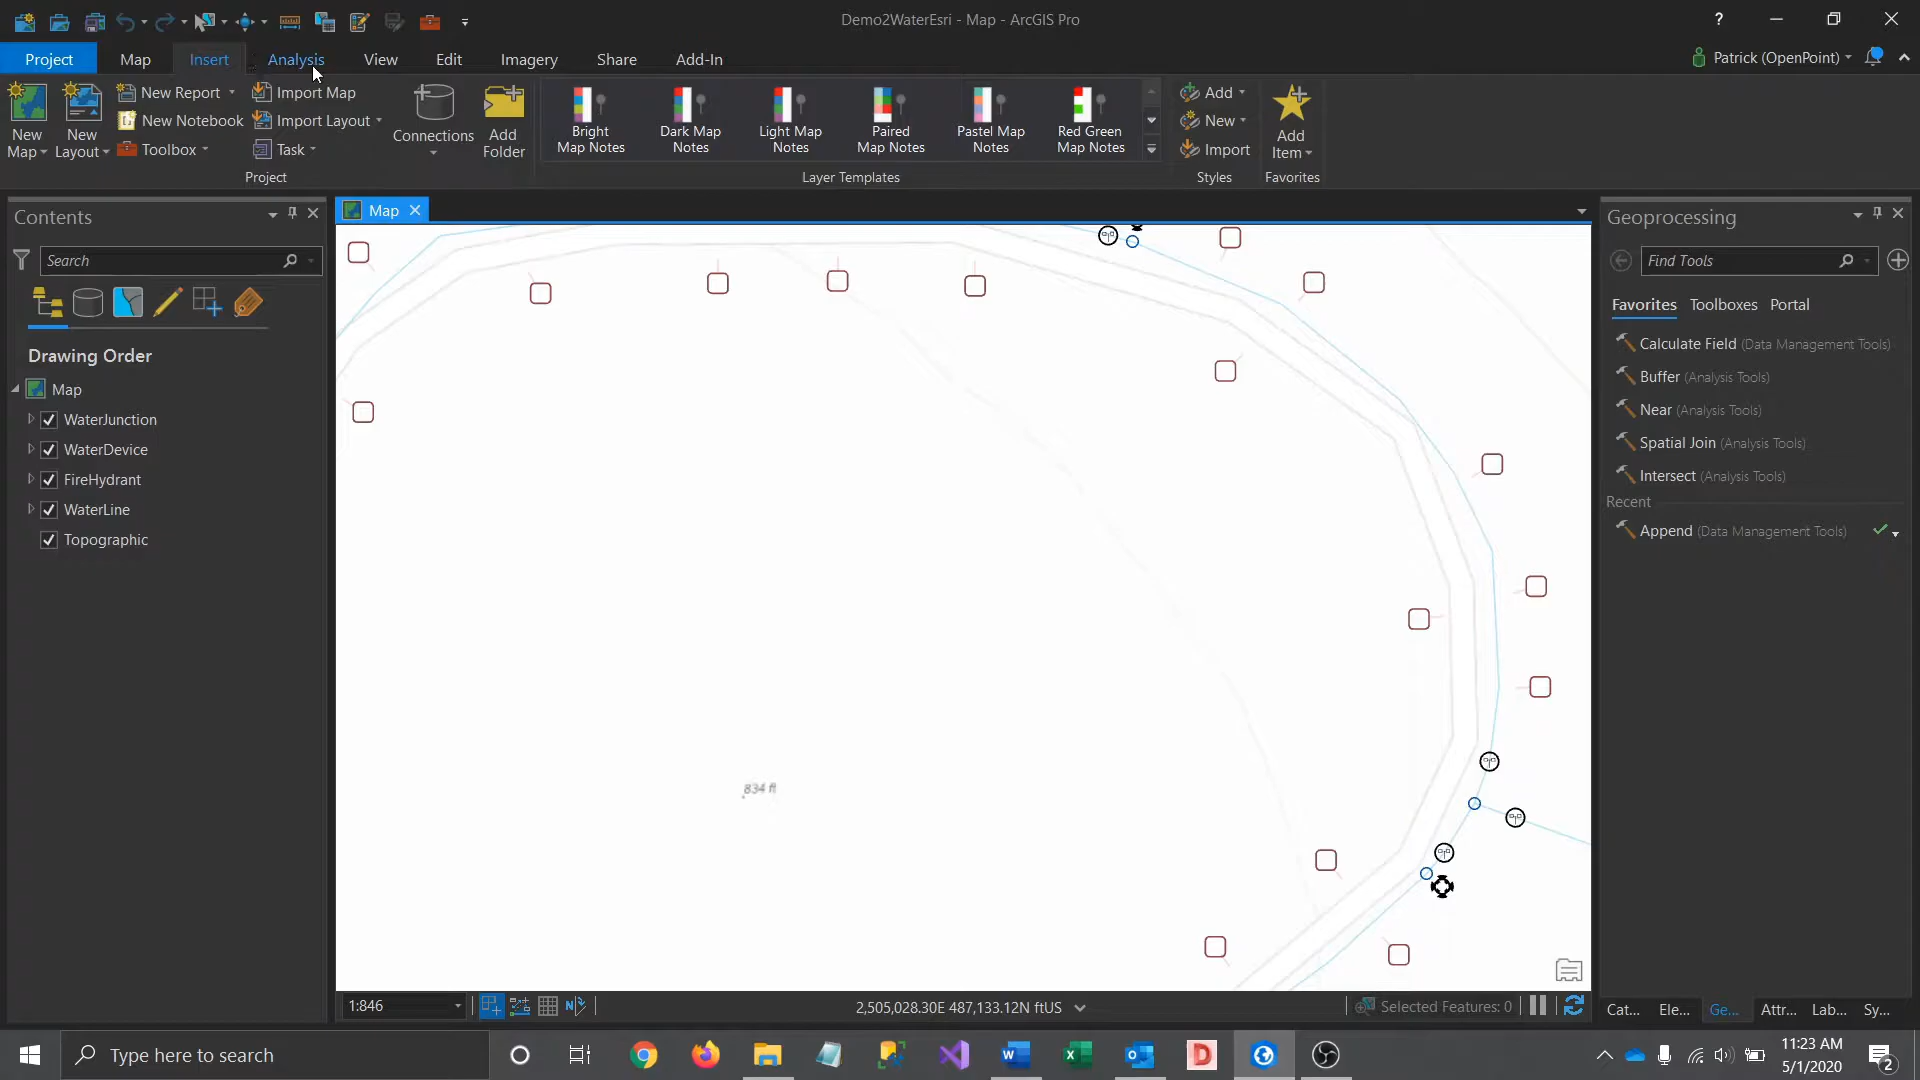 Demo2WaterEsri - Map - ArcGIS Pro
?
Project
Map
Insert
Analysis
View
Edit
Imagery
Share
Add-In
Patrick (OpenPoint)
New Map
New Layout
New Report
New Notebook
Toolbox
Import Map
Import Layout
Task
Connections
Add Folder
Bright Map Notes
Dark Map Notes
Light Map Notes
Paired Map Notes
Pastel Map Notes
Red Green Map Notes
Add
New
Import
Add Item
Project
Layer Templates
Styles
Favorites
Contents
Search
Drawing Order
Map
WaterJunction
WaterDevice
FireHydrant
WaterLine
Topographic
Map
834 ft
1:846
2,505,028.30E 487,133.12N ftUS
Selected Features: 0
Geoprocessing
Find Tools
Favorites Toolboxes Portal
Calculate Field (Data Management Tools)
Buffer (Analysis Tools)
Near (Analysis Tools)
Spatial Join (Analysis Tools)
Intersect (Analysis Tools)
Recent
Append (Data Management Tools)
Cat... Ele... Ge... Attr... Lab... Sy...
Type here to search
11:23 AM
5/1/2020
2